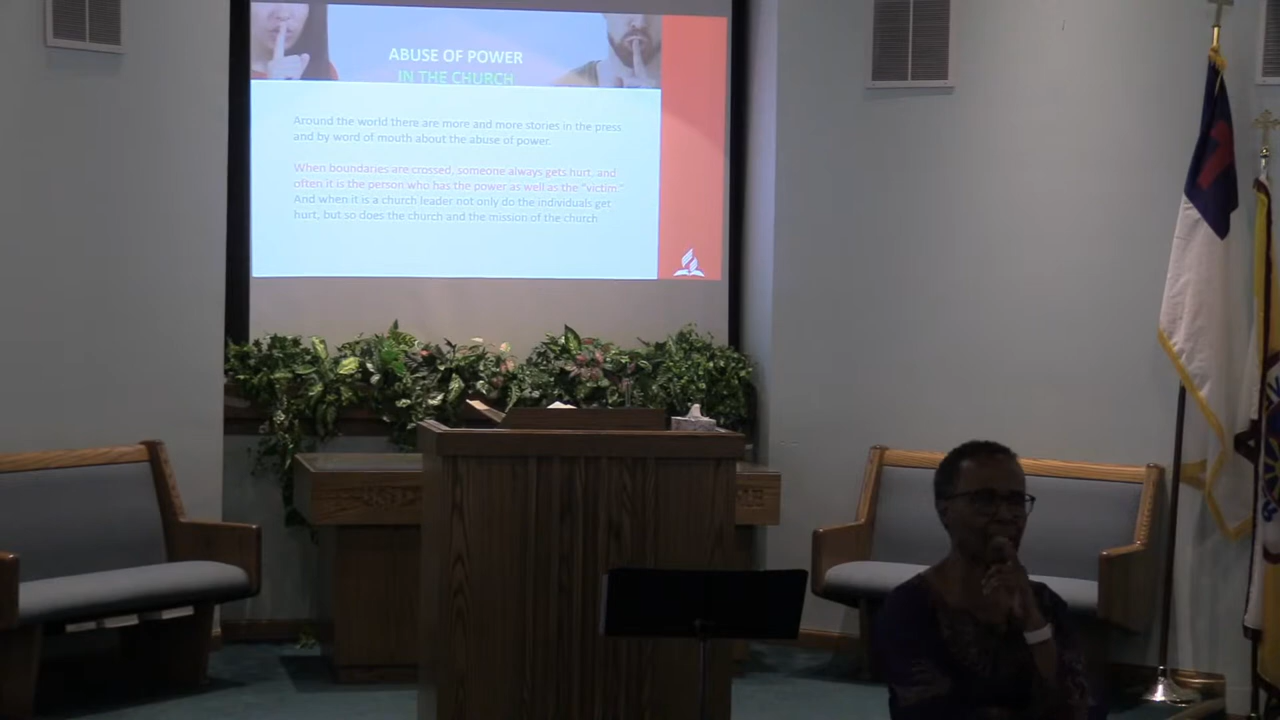 ABUSE OF POWER
IN THE CHURCH
Around the world there are more and more stories in the press
and by word of mouth about the abuse of power.
When boundaries are crossed, someone always gets hurt, and
often it is the person who has the power as well as the "victim."
And when it is a church leader not only do the individuals get
hurt, but so does the church and the mission of the church